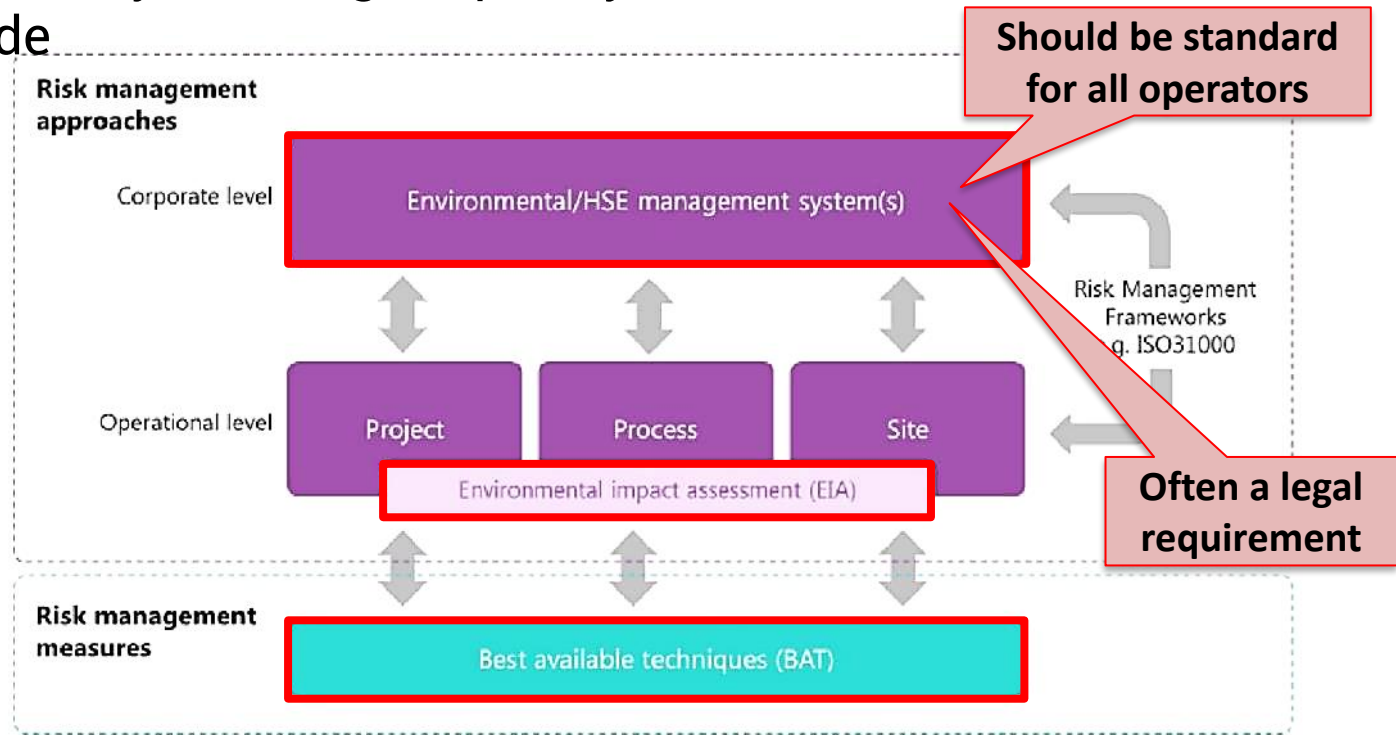 de
Should be standard
for all operators
Risk management
approaches
Corporate level
Environmental/HSE management system(s)
Risk Management
Frameworks
.g. ISO31000
Operational level
Project
Process
Site
Environmental impact assessment (EIA)
Often a legal
requirement
Risk management
measures
Best available techniques (BAT)